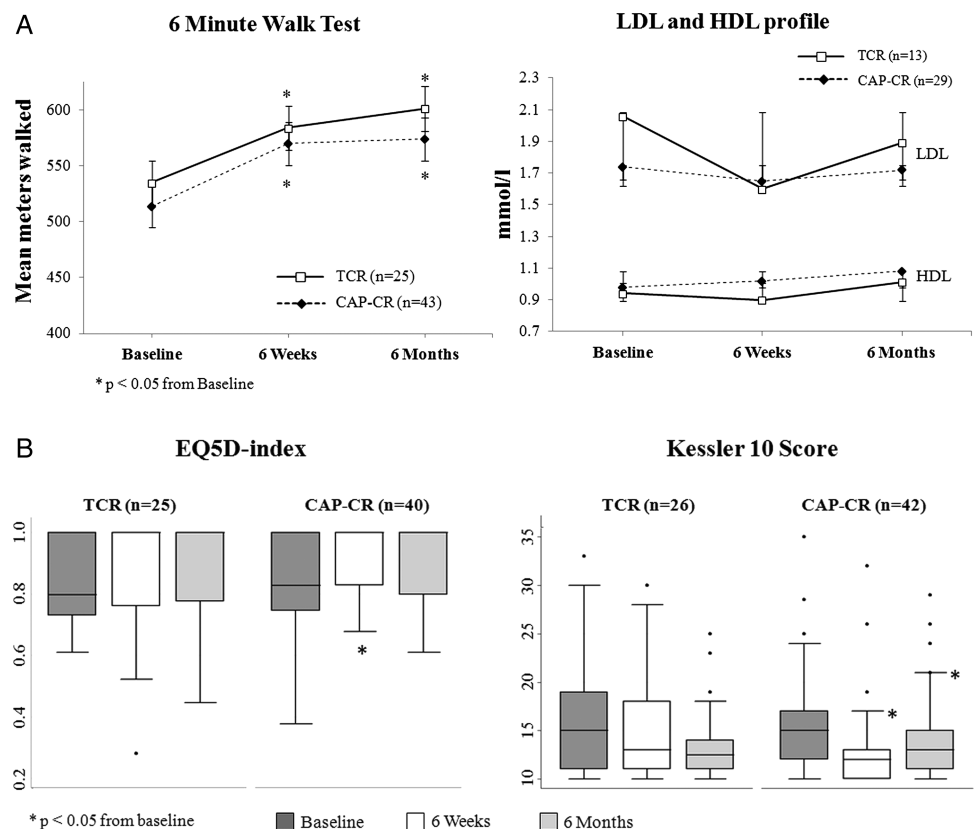 A
6 Minute Walk Test
Mean meters walked
600
550
500
450
400
*
*
*
*
TCR (n=25)
CAP-CR (n=43)
Baseline
6 Weeks
6 Months
* p < 0.05 from Baseline
LDL and HDL profile
TCR (n=13)
CAP-CR (n=29)
mmol/l
2.3
2.1
1.9
1.7
1.5
1.3
1.1
0.9
0.7
LDL
HDL
Baseline
6 Weeks
6 Months
B
EQ5D-index
TCR (n=25)
CAP-CR (n=40)
1.0
0.8
0.6
0.4
0.2
*
Kessler 10 Score
TCR (n=26)
CAP-CR (n=42)
35
30
25
20
15
10
*
*
* p < 0.05 from baseline
Baseline
6 Weeks
6 Months